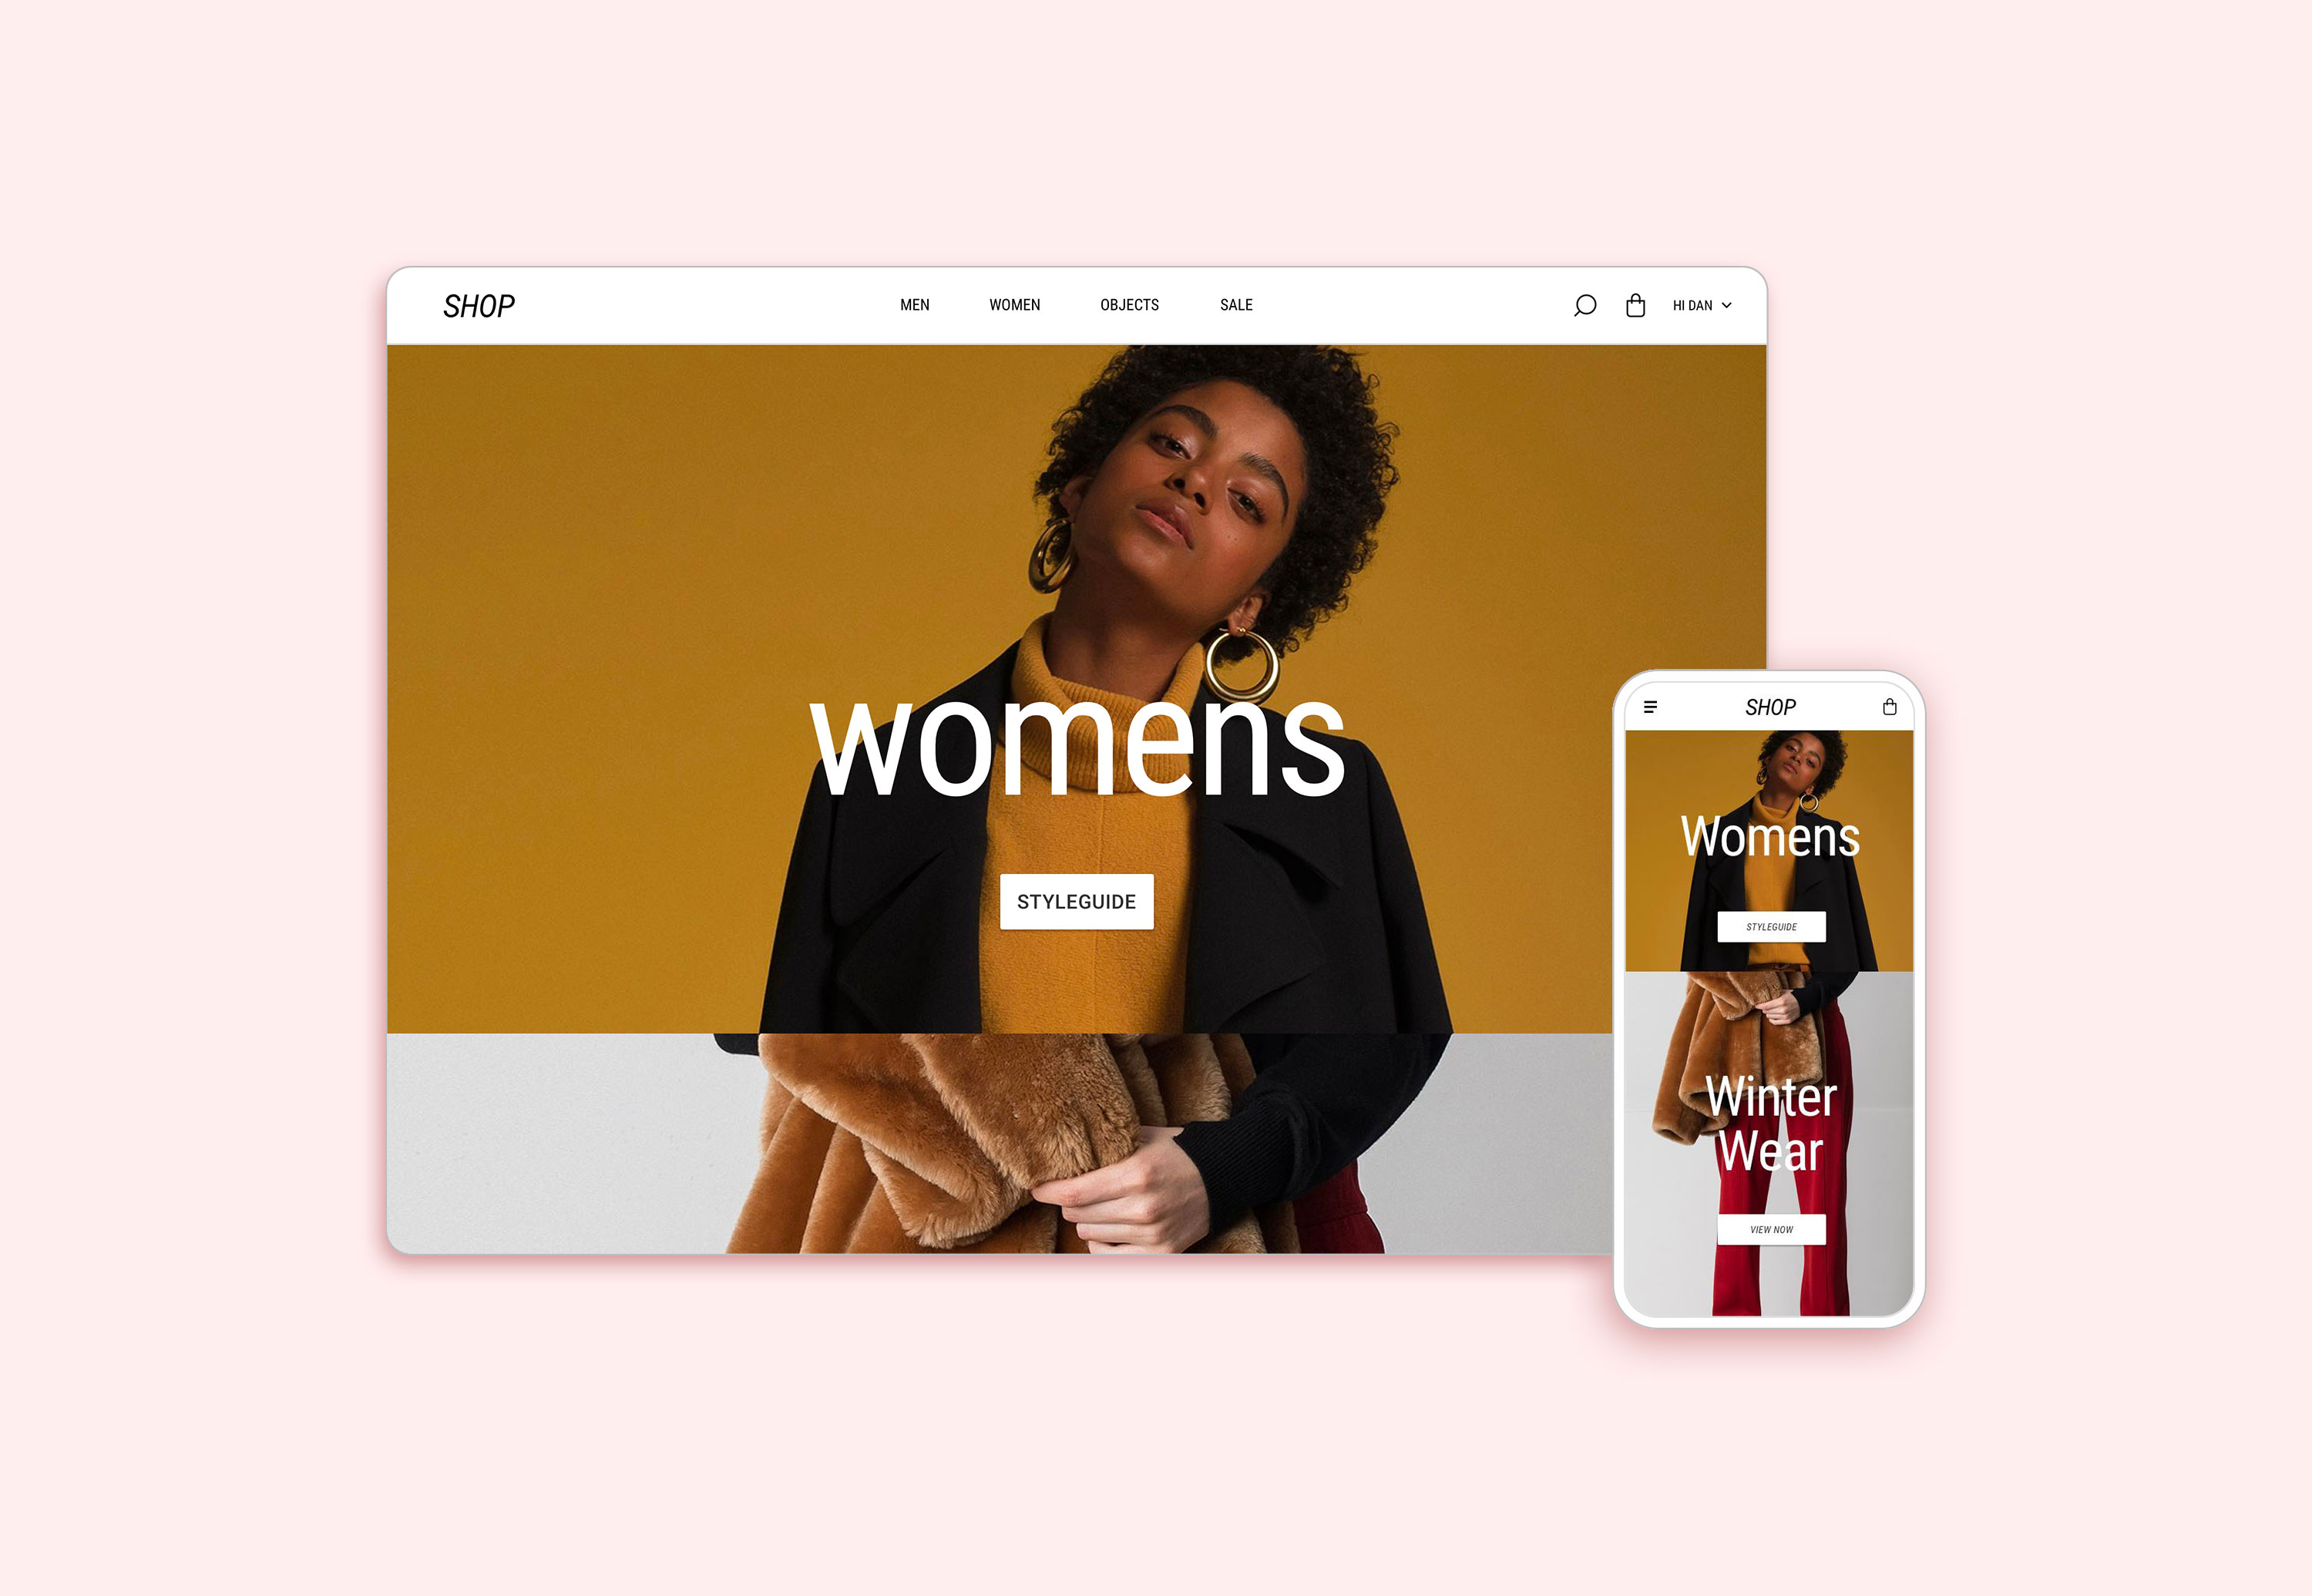 SHOP
MEN WOMEN OBJECTS SALE
HI DAN
womens
STYLEGUIDE
SHOP
Womens
STYLEGUIDE
Winter
Wear
VIEW NOW